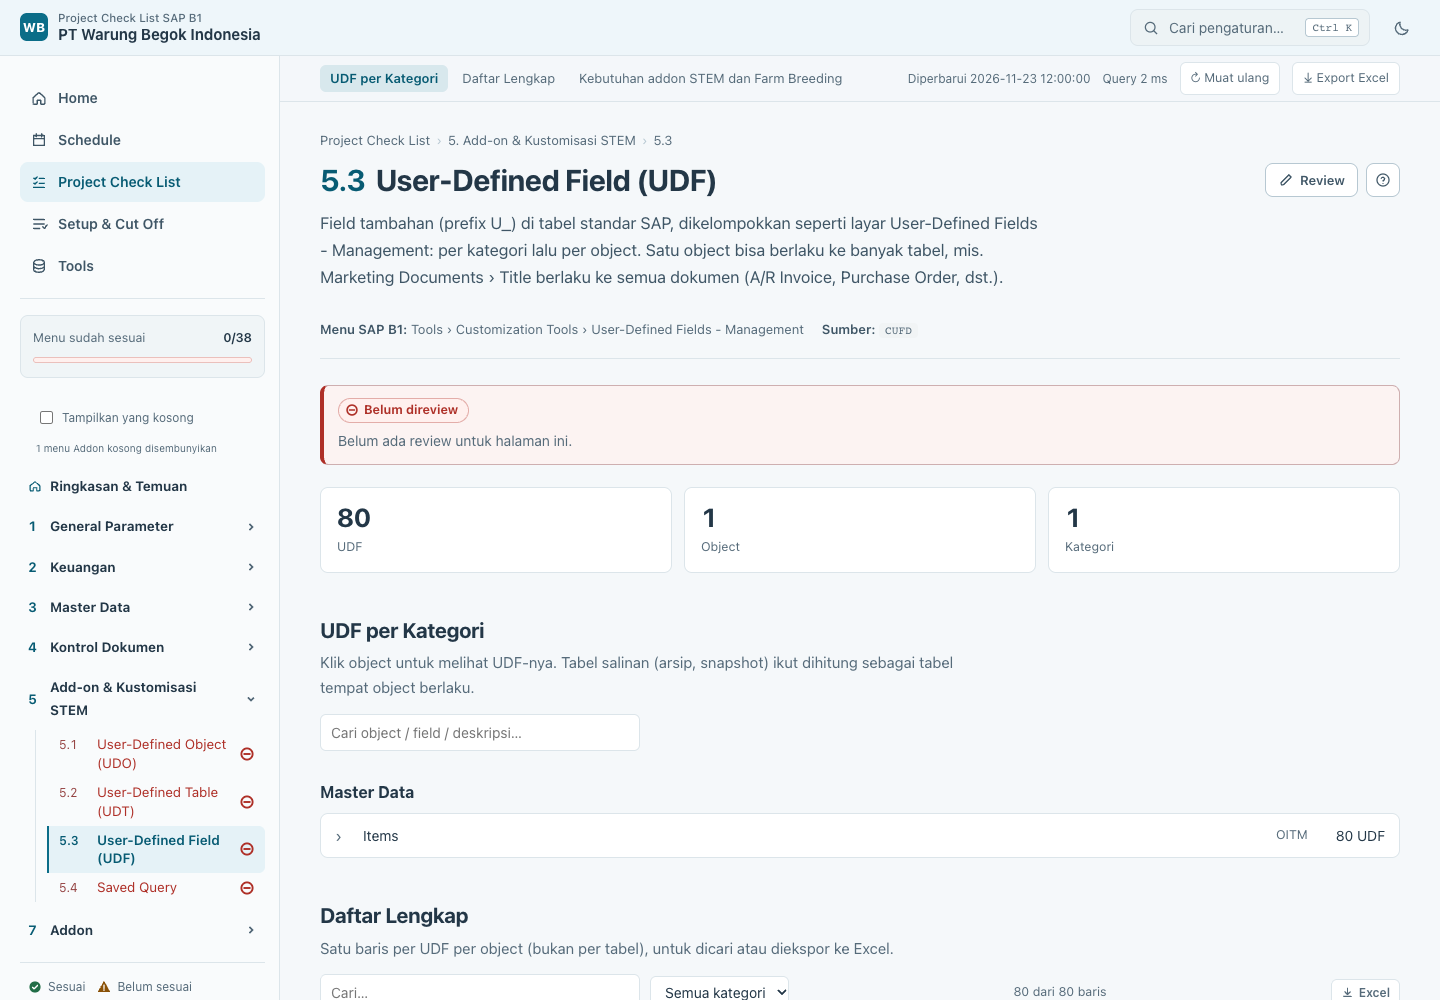 WB
Project Check List SAP B1
PT Warung Begok Indonesia
Cari pengaturan...
Ctrl K
Home
Schedule
Project Check List
Setup & Cut Off
Tools
Menu sudah sesuai
0/38
Tampilkan yang kosong
1 menu Addon kosong disembunyikan
Ringkasan & Temuan
1 General Parameter
2 Keuangan
3 Master Data
4 Kontrol Dokumen
5 Add-on & Kustomisasi
STEM
5.1 User-Defined Object
(UDO)
5.2 User-Defined Table
(UDT)
5.3 User-Defined Field
(UDF)
5.4 Saved Query
7 Addon
Sesuai
Belum sesuai
UDF per Kategori
Daftar Lengkap
Kebutuhan addon STEM dan Farm Breeding
Diperbarui 2026-11-23 12:00:00
Query 2 ms
Muat ulang
Export Excel
Project Check List › 5. Add-on & Kustomisasi STEM › 5.3
5.3 User-Defined Field (UDF)
Review
Field tambahan (prefix U_) di tabel standar SAP, dikelompokkan seperti layar User-Defined Fields
- Management: per kategori lalu per object. Satu object bisa berlaku ke banyak tabel, mis.
Marketing Documents › Title berlaku ke semua dokumen (A/R Invoice, Purchase Order, dst.).
Menu SAP B1: Tools › Customization Tools › User-Defined Fields - Management
Sumber: CUFD
Belum direview
Belum ada review untuk halaman ini.
80
UDF
1
Object
1
Kategori
UDF per Kategori
Klik object untuk melihat UDF-nya. Tabel salinan (arsip, snapshot) ikut dihitung sebagai tabel
tempat object berlaku.
Cari object / field / deskripsi...
Master Data
› Items
OITM
80 UDF
Daftar Lengkap
Satu baris per UDF per object (bukan per tabel), untuk dicari atau diekspor ke Excel.
Cari...
Semua kategori
80 dari 80 baris
Excel